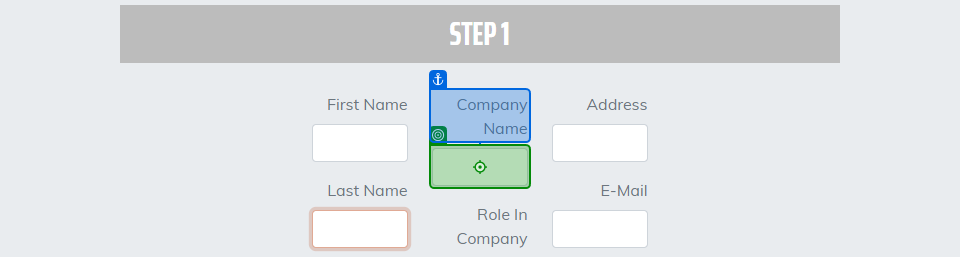 STEP 1
First Name
Company
Name
Address
Last Name
Role In
Company
E-Mail